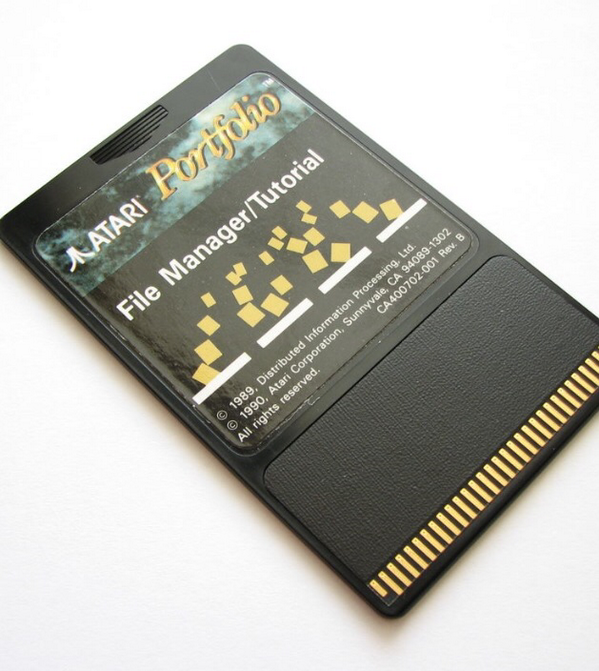 ATARI Portfolio™
File Manager/Tutorial
© 1989, Distributed Information Processing, Ltd.
© 1990, Atari Corporation, Sunnyvale, CA 94089-1302
All rights reserved. CA400702-001 Rev. B